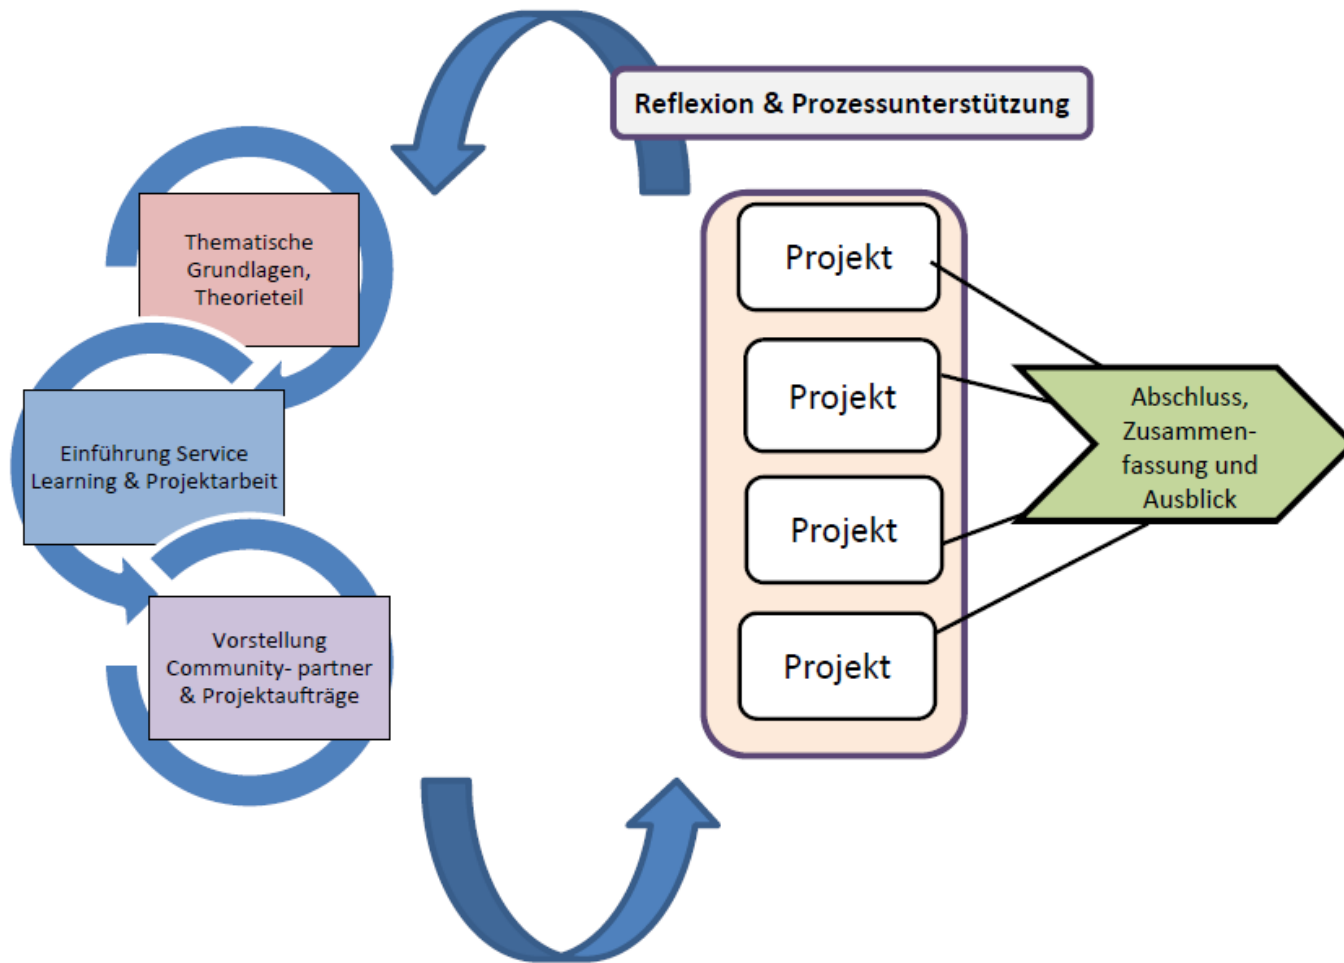 Reflexion & Prozessunterstützung
Thematische
Grundlagen,
Theorieteil
Einführung Service
Learning & Projektarbeit
Vorstellung
Community- partner
& Projektaufträge
Projekt
Projekt
Projekt
Projekt
Abschluss,
Zusammen-
fassung und
Ausblick